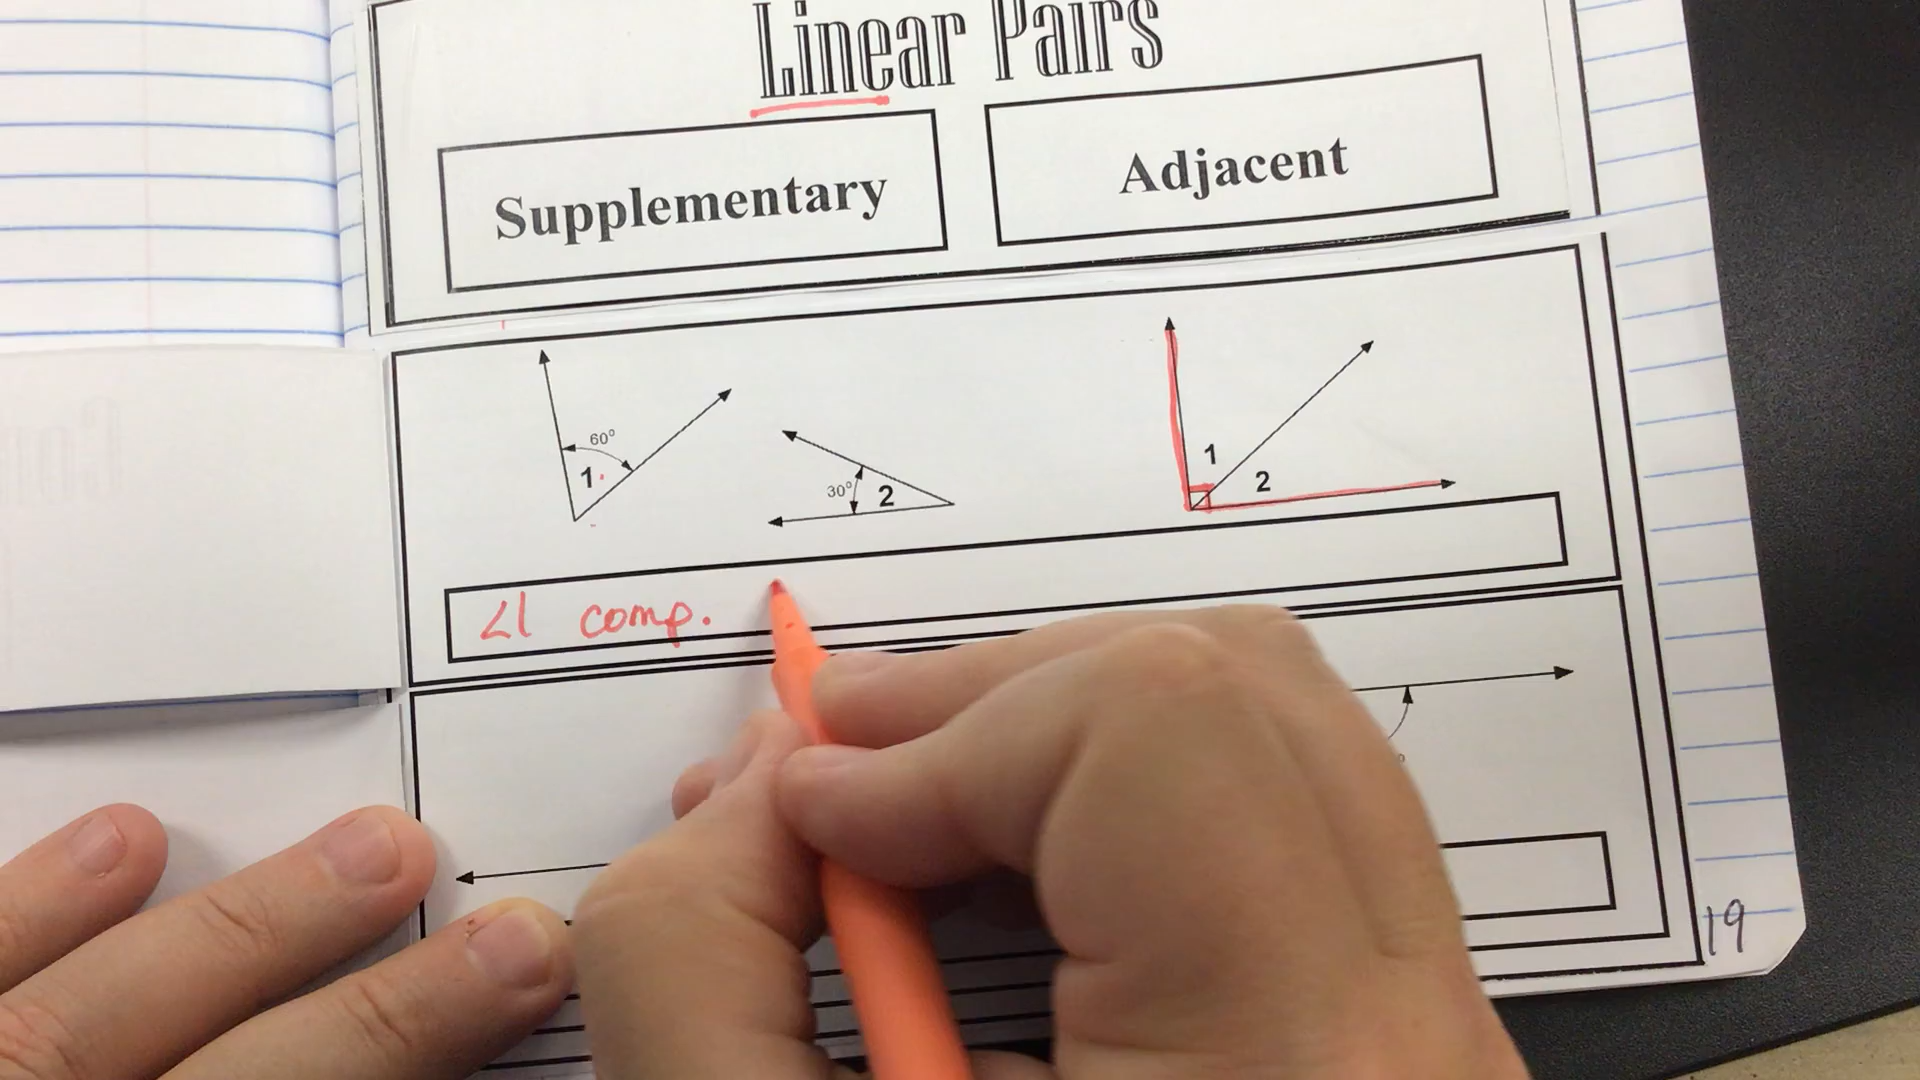 Linear Pairs
Supplementary
Adjacent
60°
1
30°
2
1
2
∠1 comp.
19